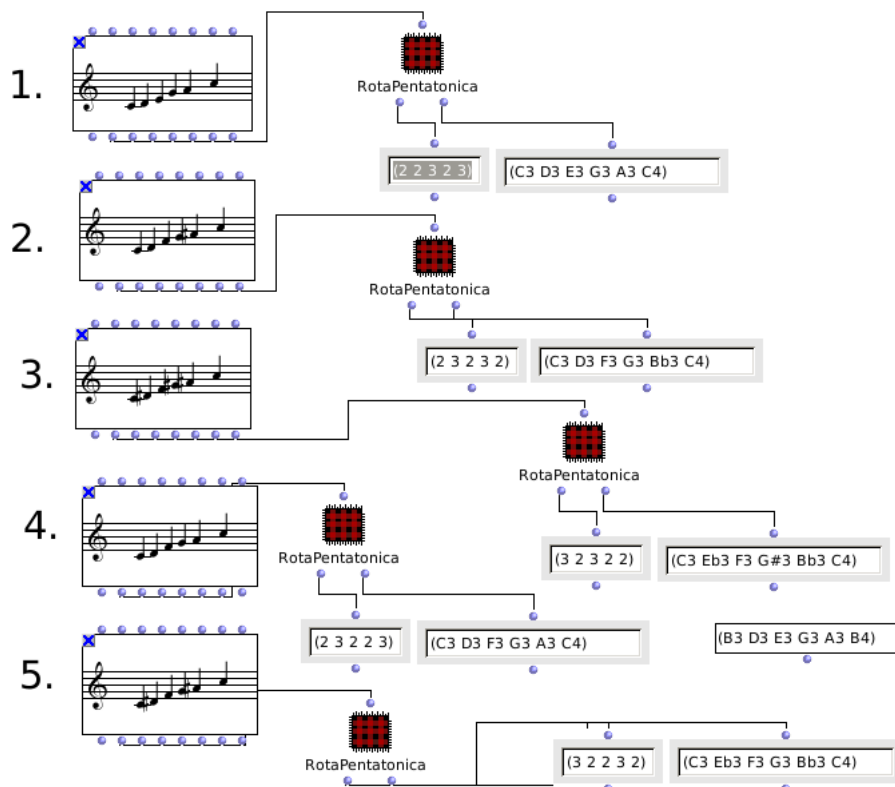 1.
RotaPentatonica
(2 2 3 2 3)
(C3 D3 E3 G3 A3 C4)
2.
RotaPentatonica
(2 3 2 3 2)
(C3 D3 F3 G3 Bb3 C4)
3.
RotaPentatonica
(3 2 3 2 2)
(C3 Eb3 F3 G#3 Bb3 C4)
4.
RotaPentatonica
(2 3 2 2 3)
(C3 D3 F3 G3 A3 C4)
(B3 D3 E3 G3 A3 B4)
5.
RotaPentatonica
(3 2 2 3 2)
(C3 Eb3 F3 G3 Bb3 C4)